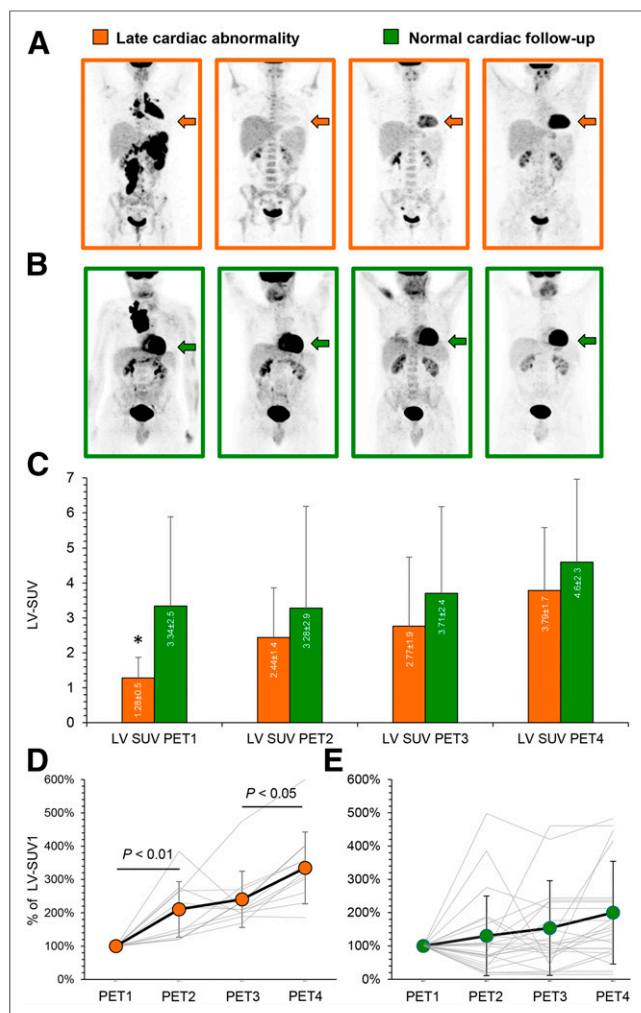 Late cardiac abnormality
Normal cardiac follow-up
A
B
C
7
6
5
4
3
2
1
0
LV-SUV
*
1.28±0.5
3.34±2.5
2.44±1.4
3.28±2.9
2.77±1.9
3.71±2.4
3.79±1.7
4.6±2.3
LV SUV PET1
LV SUV PET2
LV SUV PET3
LV SUV PET4
D
600%
500%
400%
300%
200%
100%
0%
% of LV-SUV1
P < 0.01
P < 0.05
PET1
PET2
PET3
PET4
E
600%
500%
400%
300%
200%
100%
0%
PET1
PET2
PET3
PET4